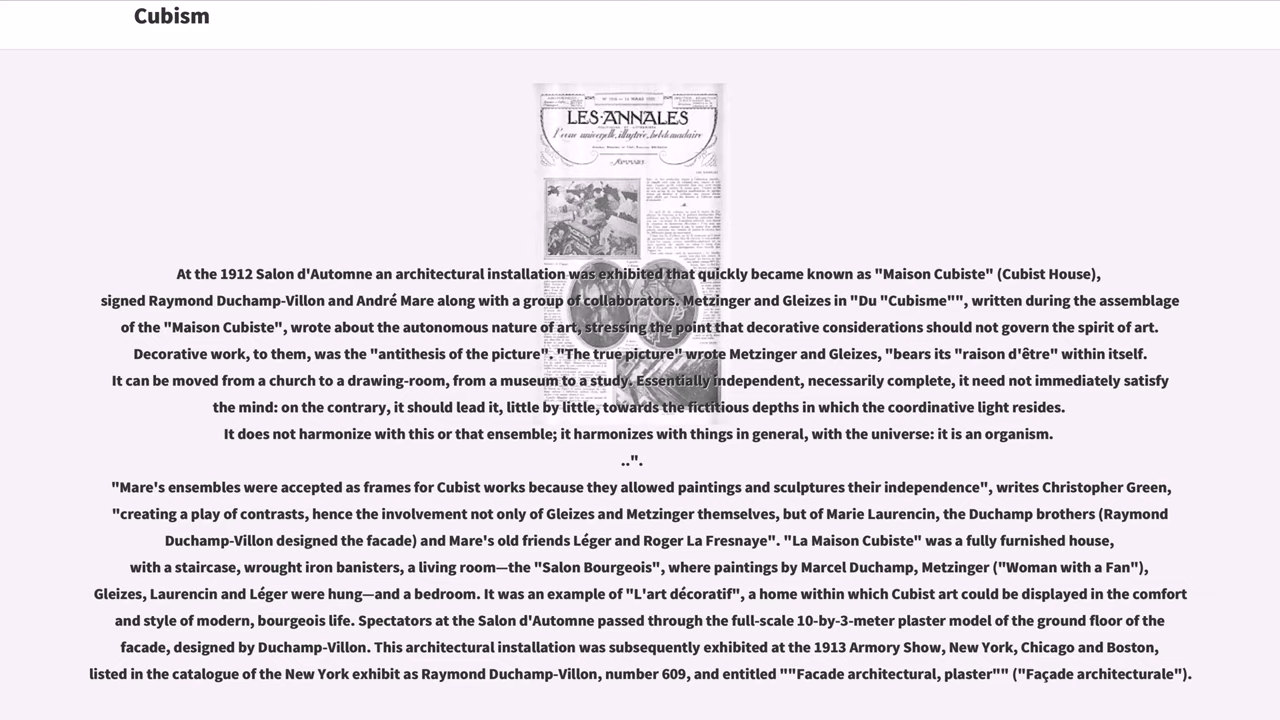 Cubism
LES·ANNALES
At the 1912 Salon d'Automne an architectural installation was exhibited that quickly became known as "Maison Cubiste" (Cubist House),
signed Raymond Duchamp-Villon and André Mare along with a group of collaborators. Metzinger and Gleizes in "Du "Cubisme"", written during the assemblage
of the "Maison Cubiste", wrote about the autonomous nature of art, stressing the point that decorative considerations should not govern the spirit of art.
Decorative work, to them, was the "antithesis of the picture". "The true picture" wrote Metzinger and Gleizes, "bears its "raison d'être" within itself.
It can be moved from a church to a drawing-room, from a museum to a study. Essentially independent, necessarily complete, it need not immediately satisfy
the mind: on the contrary, it should lead it, little by little, towards the fictitious depths in which the coordinative light resides.
It does not harmonize with this or that ensemble; it harmonizes with things in general, with the universe: it is an organism.
..".
"Mare's ensembles were accepted as frames for Cubist works because they allowed paintings and sculptures their independence", writes Christopher Green,
"creating a play of contrasts, hence the involvement not only of Gleizes and Metzinger themselves, but of Marie Laurencin, the Duchamp brothers (Raymond
Duchamp-Villon designed the facade) and Mare's old friends Léger and Roger La Fresnaye". "La Maison Cubiste" was a fully furnished house,
with a staircase, wrought iron banisters, a living room—the "Salon Bourgeois", where paintings by Marcel Duchamp, Metzinger ("Woman with a Fan"),
Gleizes, Laurencin and Léger were hung—and a bedroom. It was an example of "L'art décoratif", a home within which Cubist art could be displayed in the comfort
and style of modern, bourgeois life. Spectators at the Salon d'Automne passed through the full-scale 10-by-3-meter plaster model of the ground floor of the
facade, designed by Duchamp-Villon. This architectural installation was subsequently exhibited at the 1913 Armory Show, New York, Chicago and Boston,
listed in the catalogue of the New York exhibit as Raymond Duchamp-Villon, number 609, and entitled ""Facade architectural, plaster"" ("Façade architecturale").